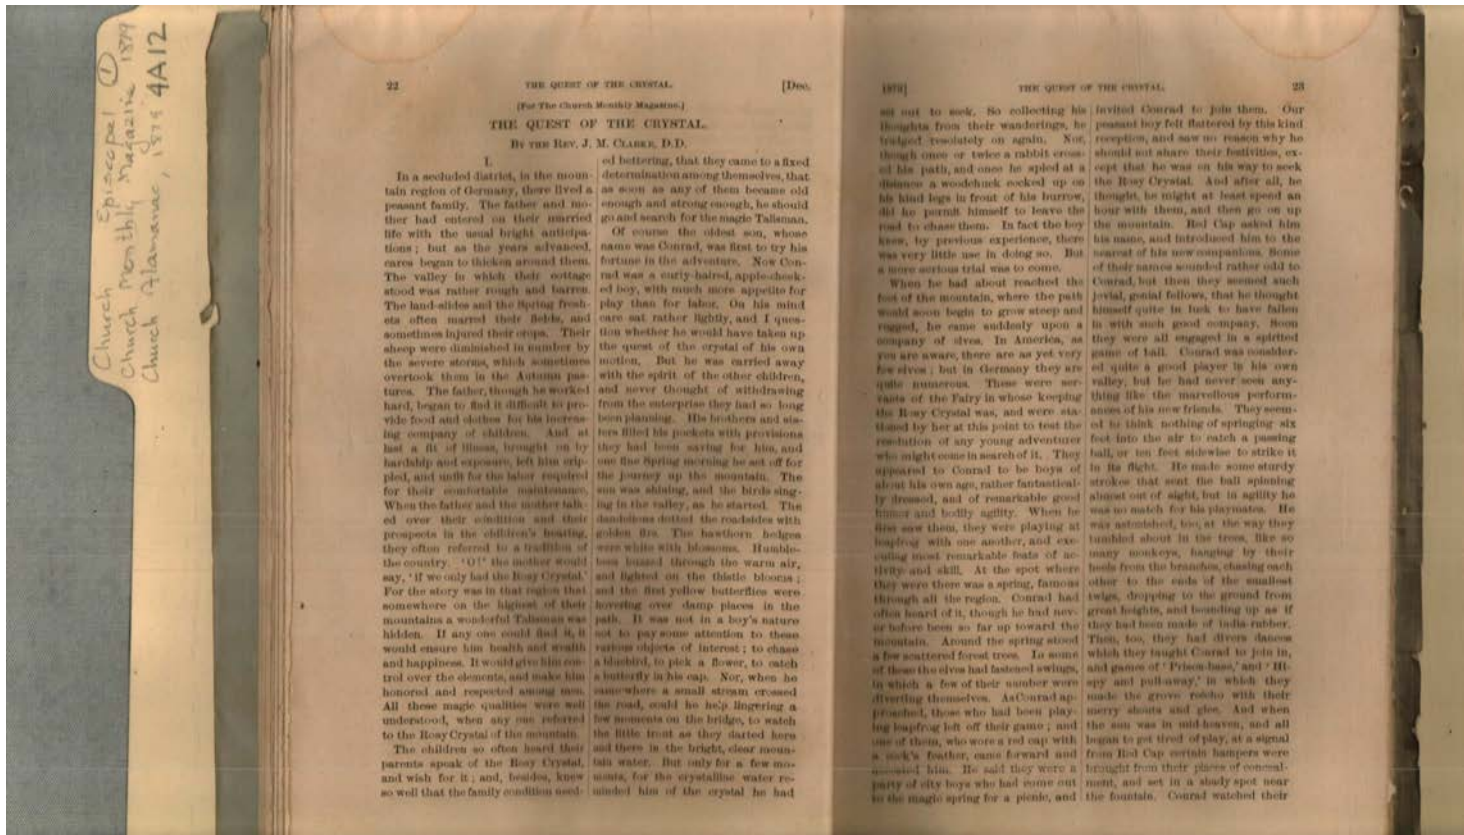 Church Episcopal ①
Church monthly Magazine 1879
Church Almanac, 1879 4A12
22
THE QUEST OF THE CRYSTAL.
[Dec.
[For The Church Monthly Magazine.]
THE QUEST OF THE CRYSTAL.
BY THE REV. J. M. CLARKE, D.D.
I.
In a secluded district, in the moun-
tain region of Germany, there lived a
peasant family. The father and mo-
ther had entered on their married
life with the usual bright anticipa-
tions; but as the years advanced,
cares began to thicken around them.
The valley in which their cottage
stood was rather rough and barren.
The land-slides and the Spring fresh-
ets often marred their fields, and
sometimes injured their crops. Their
sheep were diminished in number by
the severe storms, which sometimes
overtook them in the Autumn pas-
tures. The father, though he worked
hard, began to find it difficult to pro-
vide food and clothes for his increas-
ing company of children. And at
last a fit of illness, brought on by
hardship and exposure, left him crip-
pled, and unfit for the labor required
for their comfortable maintenance.
When the father and the mother talk-
ed over their condition and their
prospects in the children's hearing,
they often referred to a tradition of
the country. 'O!' the mother would
say, 'if we only had the Rosy Crystal.'
For the story was in that region that
somewhere on the highest of their
mountains a wonderful Talisman was
hidden. If any one could find it, it
would ensure him health and wealth
and happiness. It would give him con-
trol over the elements, and make him
honored and respected among men.
All these magic qualities were well
understood, when any one referred
to the Rosy Crystal of the mountain.
The children so often heard their
parents speak of the Rosy Crystal,
and wish for it; and, besides, knew
so well that the family condition need-
ed bettering, that they came to a fixed
determination among themselves, that
as soon as any of them became old
enough and strong enough, he should
go and search for the magic Talisman.
Of course the oldest son, whose
name was Conrad, was first to try his
fortune in the adventure. Now Con-
rad was a curly-haired, apple-cheek-
ed boy, with much more appetite for
play than for labor. On his mind
care sat rather lightly, and I ques-
tion whether he would have taken up
the quest of the crystal of his own
motion. But he was carried away
with the spirit of the other children,
and never thought of withdrawing
from the enterprise they had so long
been planning. His brothers and sis-
ters filled his pockets with provisions
they had been saving for him, and
one fine Spring morning he set off for
the journey up the mountain. The
sun was shining, and the birds sing-
ing in the valley, as he started. The
dandelions dotted the roadsides with
golden fire. The hawthorn hedges
were white with blossoms. Humble-
bees buzzed through the warm air,
and lighted on the thistle blooms;
and the first yellow butterflies were
hovering over damp places in the
path. It was not in a boy's nature
not to pay some attention to these
various objects of interest; to chase
a bluebird, to pick a flower, to catch
a butterfly in his cap. Nor, when he
came where a small stream crossed
the road, could he help lingering a
few moments on the bridge, to watch
the little trout as they darted here
and there in the bright, clear moun-
tain water. But only for a few mo-
ments, for the crystalline water re-
minded him of the crystal he had
1879]
THE QUEST OF THE CRYSTAL.
23
set out to seek. So collecting his
thoughts from their wanderings, he
trudged resolutely on again. Nor,
though once or twice a rabbit cross-
ed his path, and once he spied at a
distance a woodchuck cocked up on
his hind legs in front of his burrow,
did he permit himself to leave the
road to chase them. In fact the boy
knew, by previous experience, there
was very little use in doing so. But
a more serious trial was to come.
When he had about reached the
foot of the mountain, where the path
would soon begin to grow steep and
rugged, he came suddenly upon a
company of elves. In America, as
you are aware, there are as yet very
few elves; but in Germany they are
quite numerous. These were ser-
vants of the Fairy in whose keeping
the Rosy Crystal was, and were sta-
tioned by her at this point to test the
resolution of any young adventurer
who might come in search of it. They
appeared to Conrad to be boys of
about his own age, rather fantastical-
ly dressed, and of remarkable good
humor and bodily agility. When he
first saw them, they were playing at
leapfrog with one another, and exe-
cuting most remarkable feats of ac-
tivity and skill. At the spot where
they were there was a spring, famous
through all the region. Conrad had
often heard of it, though he had nev-
er before been so far up toward the
mountain. Around the spring stood
a few scattered forest trees. In some
of these the elves had fastened swings,
in which a few of their number were
diverting themselves. As Conrad ap-
proached, those who had been play-
ing leapfrog left off their game; and
one of them, who wore a red cap with
a cock's feather, came forward and
accosted him. He said they were a
party of city boys who had come out
to the magic spring for a picnic, and
invited Conrad to join them. Our
peasant boy felt flattered by this kind
reception, and saw no reason why he
should not share their festivities, ex-
cept that he was on his way to seek
the Rosy Crystal. And after all, he
thought, he might at least spend an
hour with them, and then go on up
the mountain. Red Cap asked him
his name, and introduced him to the
nearest of his new companions. Some
of their names sounded rather odd to
Conrad, but then they seemed such
jovial, genial fellows, that he thought
himself quite in luck to have fallen
in with such good company. Soon
they were all engaged in a spirited
game of ball. Conrad was consider-
ed quite a good player in his own
valley, but he had never seen any-
thing like the marvellous perform-
ances of his new friends. They seem-
ed to think nothing of springing six
feet into the air to catch a passing
ball, or ten feet sidewise to strike it
in its flight. He made some sturdy
strokes that sent the ball spinning
almost out of sight, but in agility he
was no match for his playmates. He
was astonished, too, at the way they
tumbled about in the trees, like so
many monkeys, hanging by their
heels from the branches, chasing each
other to the ends of the smallest
twigs, dropping to the ground from
great heights, and bounding up as if
they had been made of india-rubber.
Then, too, they had divers dances
which they taught Conrad to join in,
and games of 'Prison-base,' and 'Hi-
spy and pull-away,' in which they
made the grove reecho with their
merry shouts and glee. And when
the sun was in mid-heaven, and all
began to get tired of play, at a signal
from Red Cap certain hampers were
brought from their places of conceal-
ment, and set in a shady spot near
the fountain. Conrad watched their